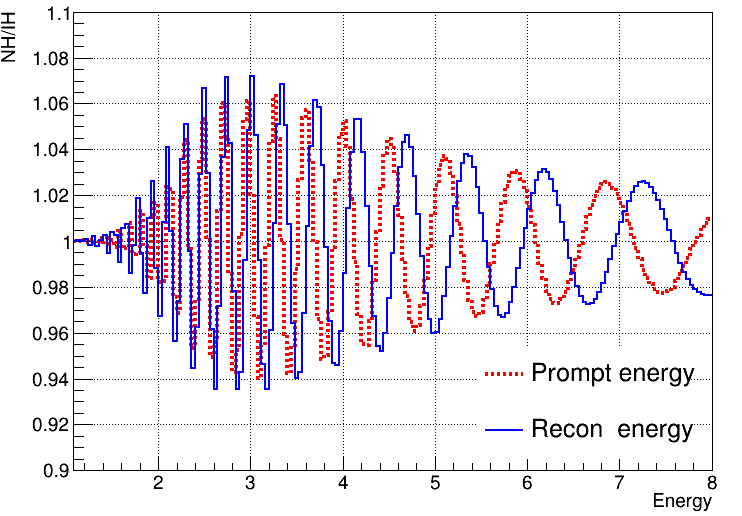 NH/IH
1.1
1.08
1.06
1.04
1.02
1
0.98
0.96
0.94
0.92
0.9
Prompt energy
Recon  energy
2 3 4 5 6 7 8
Energy